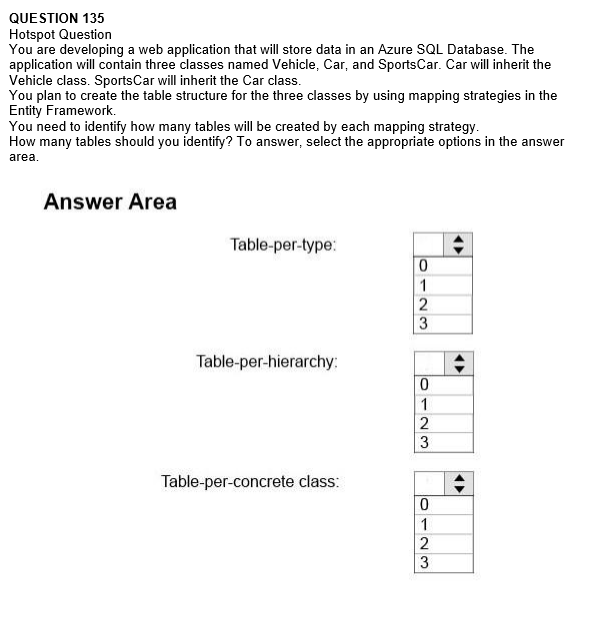 QUESTION 135
Hotspot Question
You are developing a web application that will store data in an Azure SQL Database. The
application will contain three classes named Vehicle, Car, and SportsCar. Car will inherit the
Vehicle class. SportsCar will inherit the Car class.
You plan to create the table structure for the three classes by using mapping strategies in the
Entity Framework.
You need to identify how many tables will be created by each mapping strategy.
How many tables should you identify? To answer, select the appropriate options in the answer
area.
Answer Area
Table-per-type:
0
1
2
3
Table-per-hierarchy:
0
1
2
3
Table-per-concrete class:
0
1
2
3